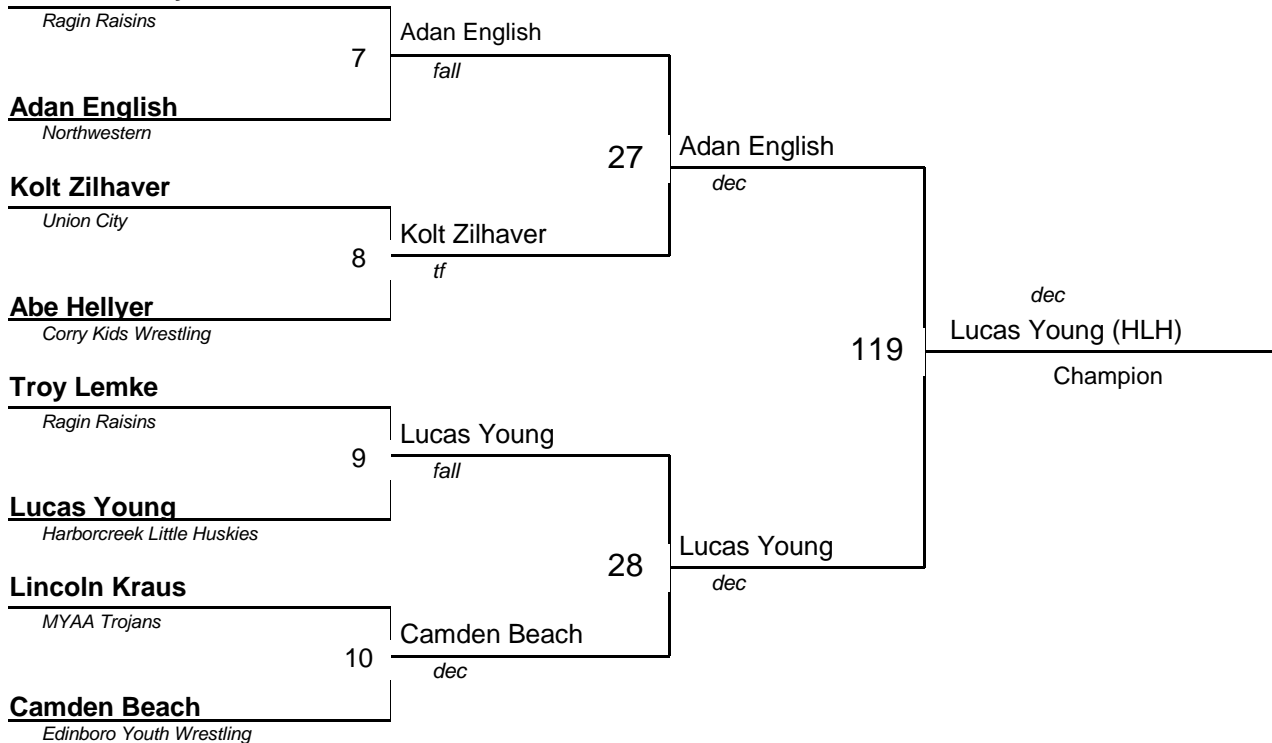 Ragin Raisins
7
Adan English
fall
Adan English
Northwestern
27
Adan English
dec
Kolt Zilhaver
Union City
8
Kolt Zilhaver
tf
Abe Hellyer
Corry Kids Wrestling
119
dec
Lucas Young (HLH)
Champion
Troy Lemke
Ragin Raisins
9
Lucas Young
fall
Lucas Young
Harborcreek Little Huskies
28
Lucas Young
dec
Lincoln Kraus
MYAA Trojans
10
Camden Beach
dec
Camden Beach
Edinboro Youth Wrestling